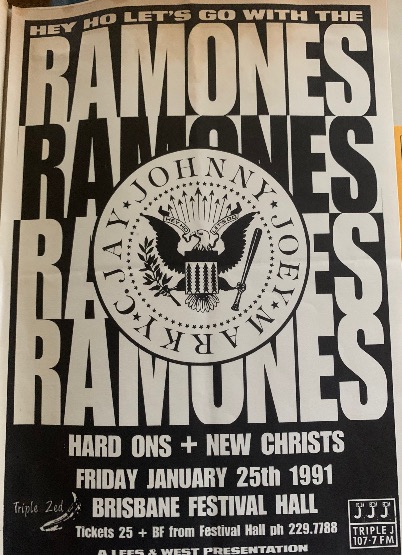 HEY HO LET'S GO WITH THE
RAMONES
RAMONES
RAMONES
RAMONES
JOHNNY · JOEY · MARKY · CJAY ·
HARD ONS + NEW CHRISTS
FRIDAY JANUARY 25th 1991
BRISBANE FESTIVAL HALL
Triple Zed
Tickets 25 + BF from Festival Hall ph 229.7788
JJJ
TRIPLE J
107·7 FM
A LEES & WEST PRESENTATION